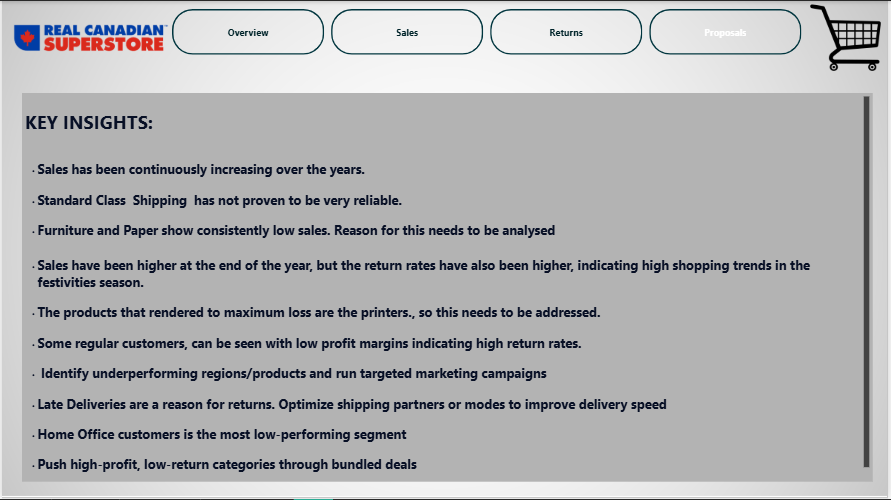 REAL CANADIAN
SUPERSTORE
Overview
Sales
Returns
Proposals
KEY INSIGHTS:
· Sales has been continuously increasing over the years.
· Standard Class  Shipping  has not proven to be very reliable.
· Furniture and Paper show consistently low sales. Reason for this needs to be analysed
· Sales have been higher at the end of the year, but the return rates have also been higher, indicating high shopping trends in the
festivities season.
· The products that rendered to maximum loss are the printers., so this needs to be addressed.
· Some regular customers, can be seen with low profit margins indicating high return rates.
·  Identify underperforming regions/products and run targeted marketing campaigns
· Late Deliveries are a reason for returns. Optimize shipping partners or modes to improve delivery speed
· Home Office customers is the most low-performing segment
· Push high-profit, low-return categories through bundled deals